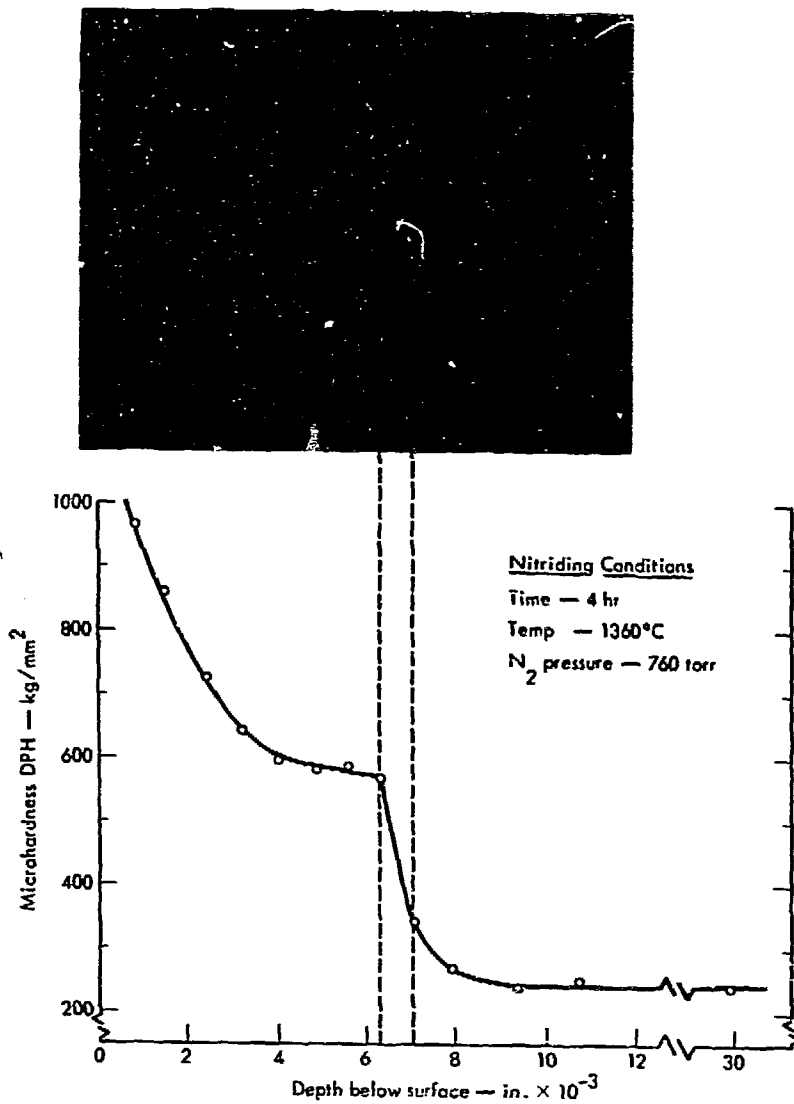 1000
800
600
400
200
Microhardness DPH — kg/mm2
Nitriding Conditions
Time — 4 hr
Temp — 1360°C
N2 pressure — 760 torr
0 2 4 6 8 10 12 30
Depth below surface — in. × 10-3